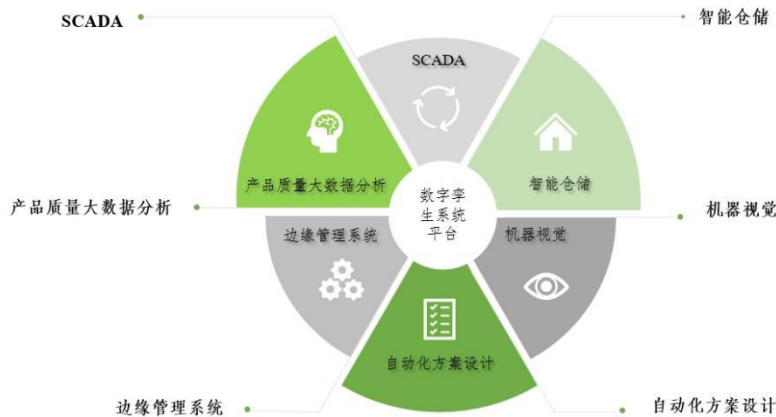 SCADA
智能仓储
SCADA
产品质量大数据分析
智能仓储
数字孪
生系统
平台
产品质量大数据分析
机器视觉
边缘管理系统
机器视觉
自动化方案设计
边缘管理系统
自动化方案设计